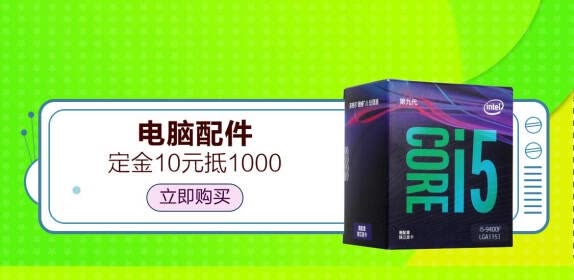 电脑配件
定金10元抵1000
立即购买
第九代
intel
CORE i5
i5-9400F
LGA1151